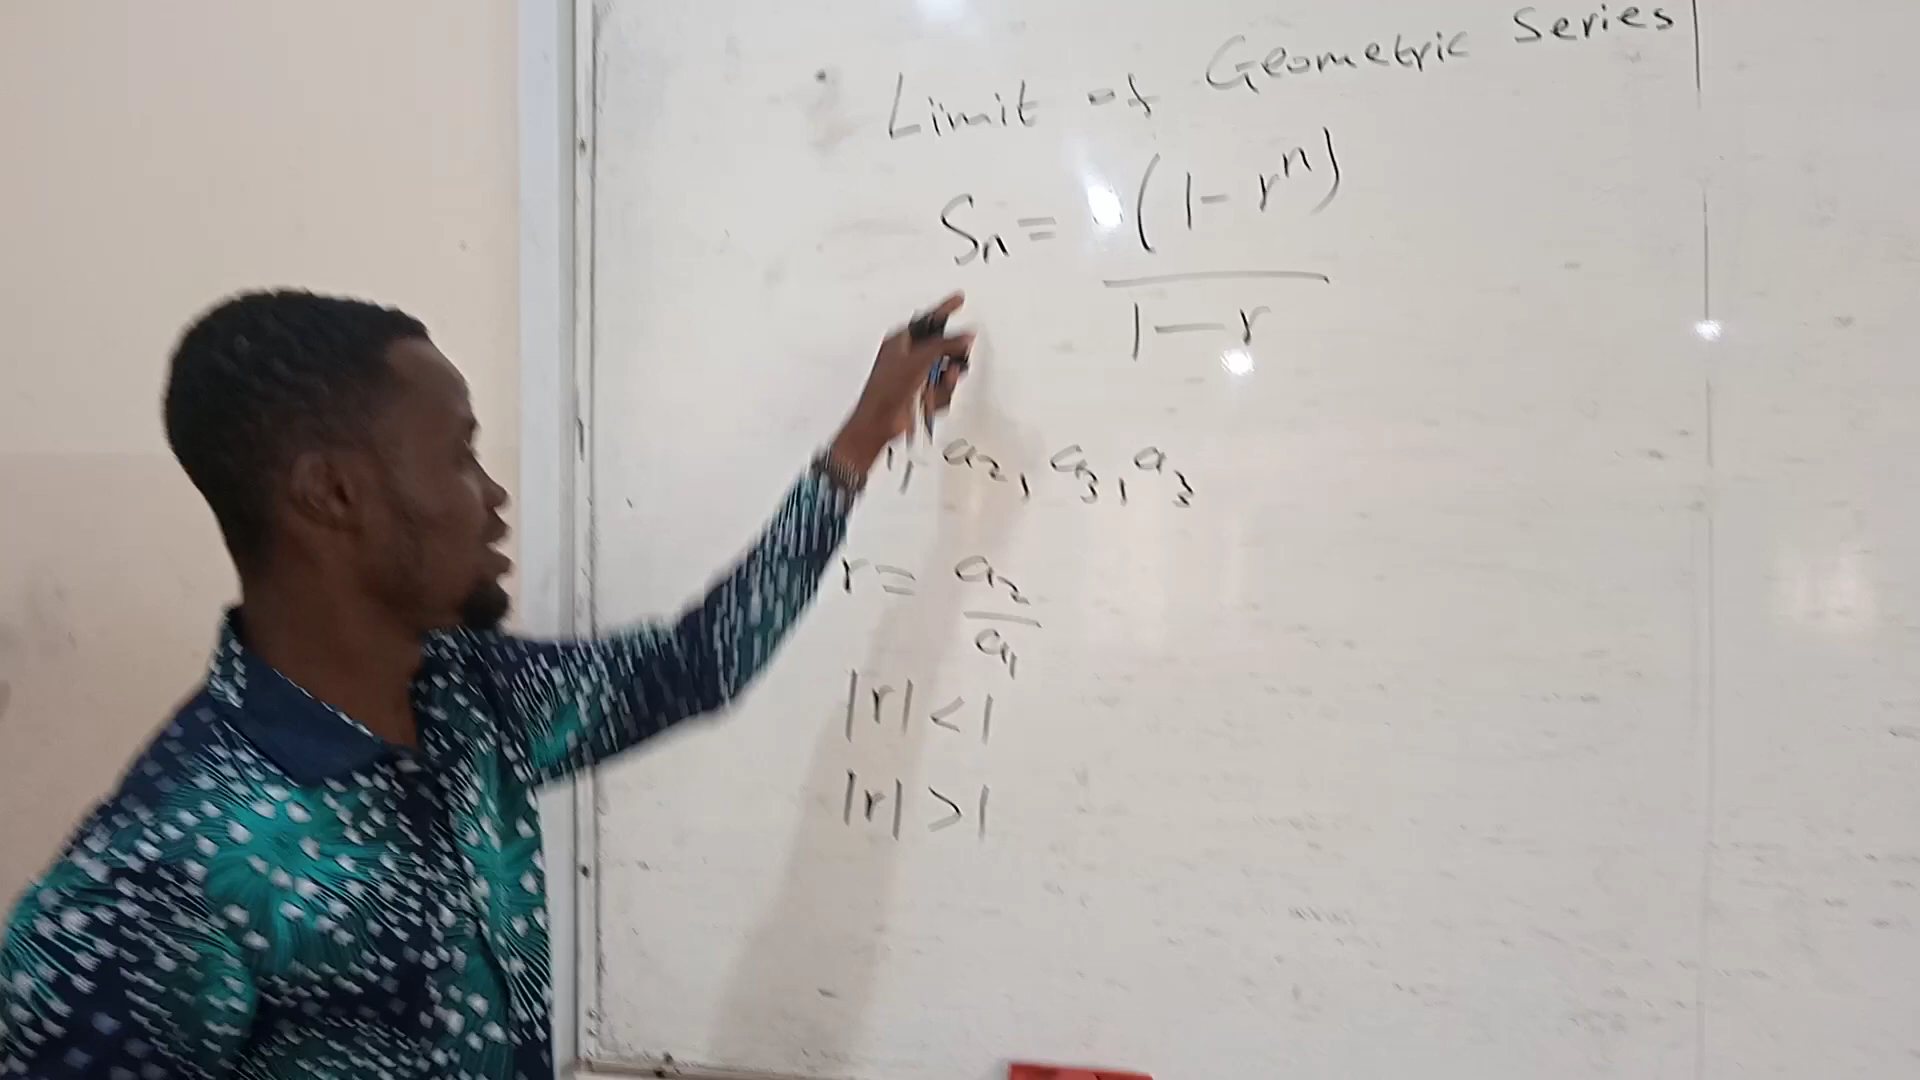 Limit of Geometric Series
Sn = (1-r^n)
1-r
a2, a3, a3
r = a2
a1
|r| < 1
|r| > 1